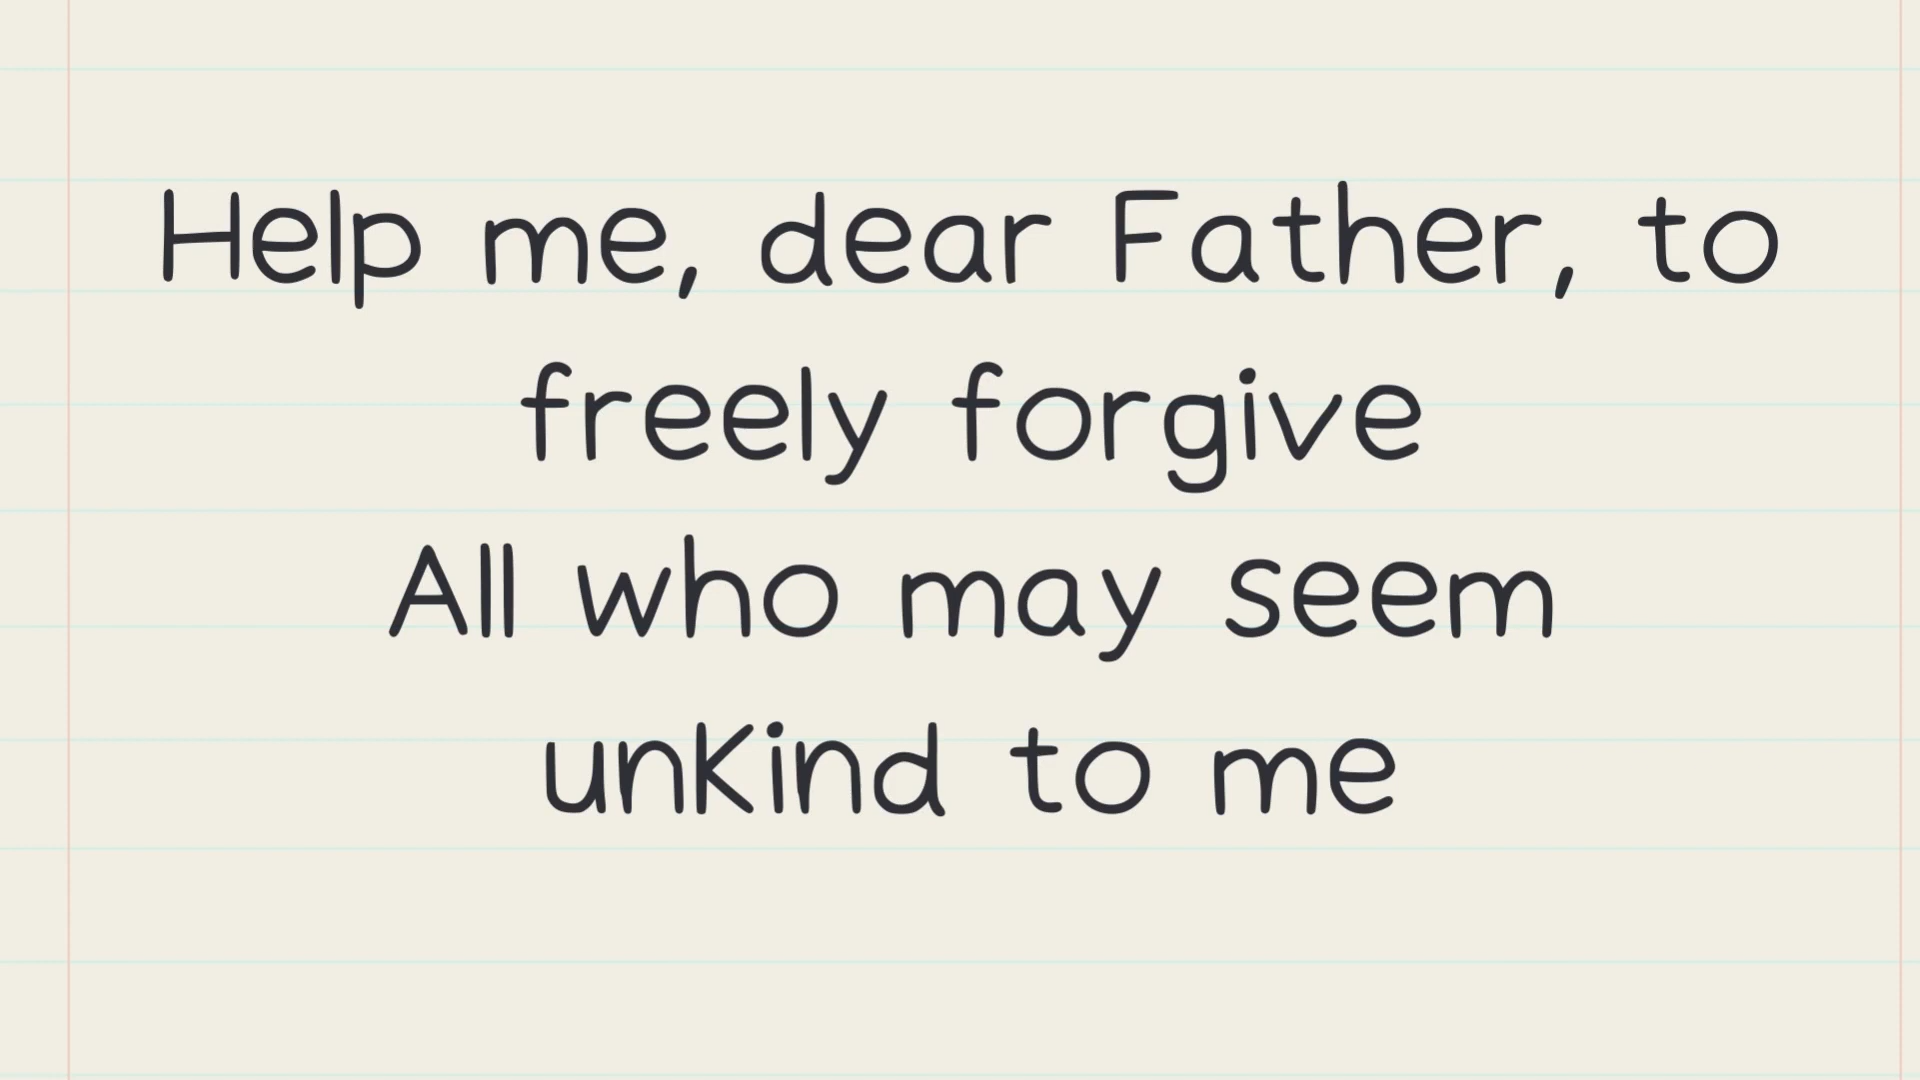 Help me, dear Father, to
freely forgive
All who may seem
unkind to me